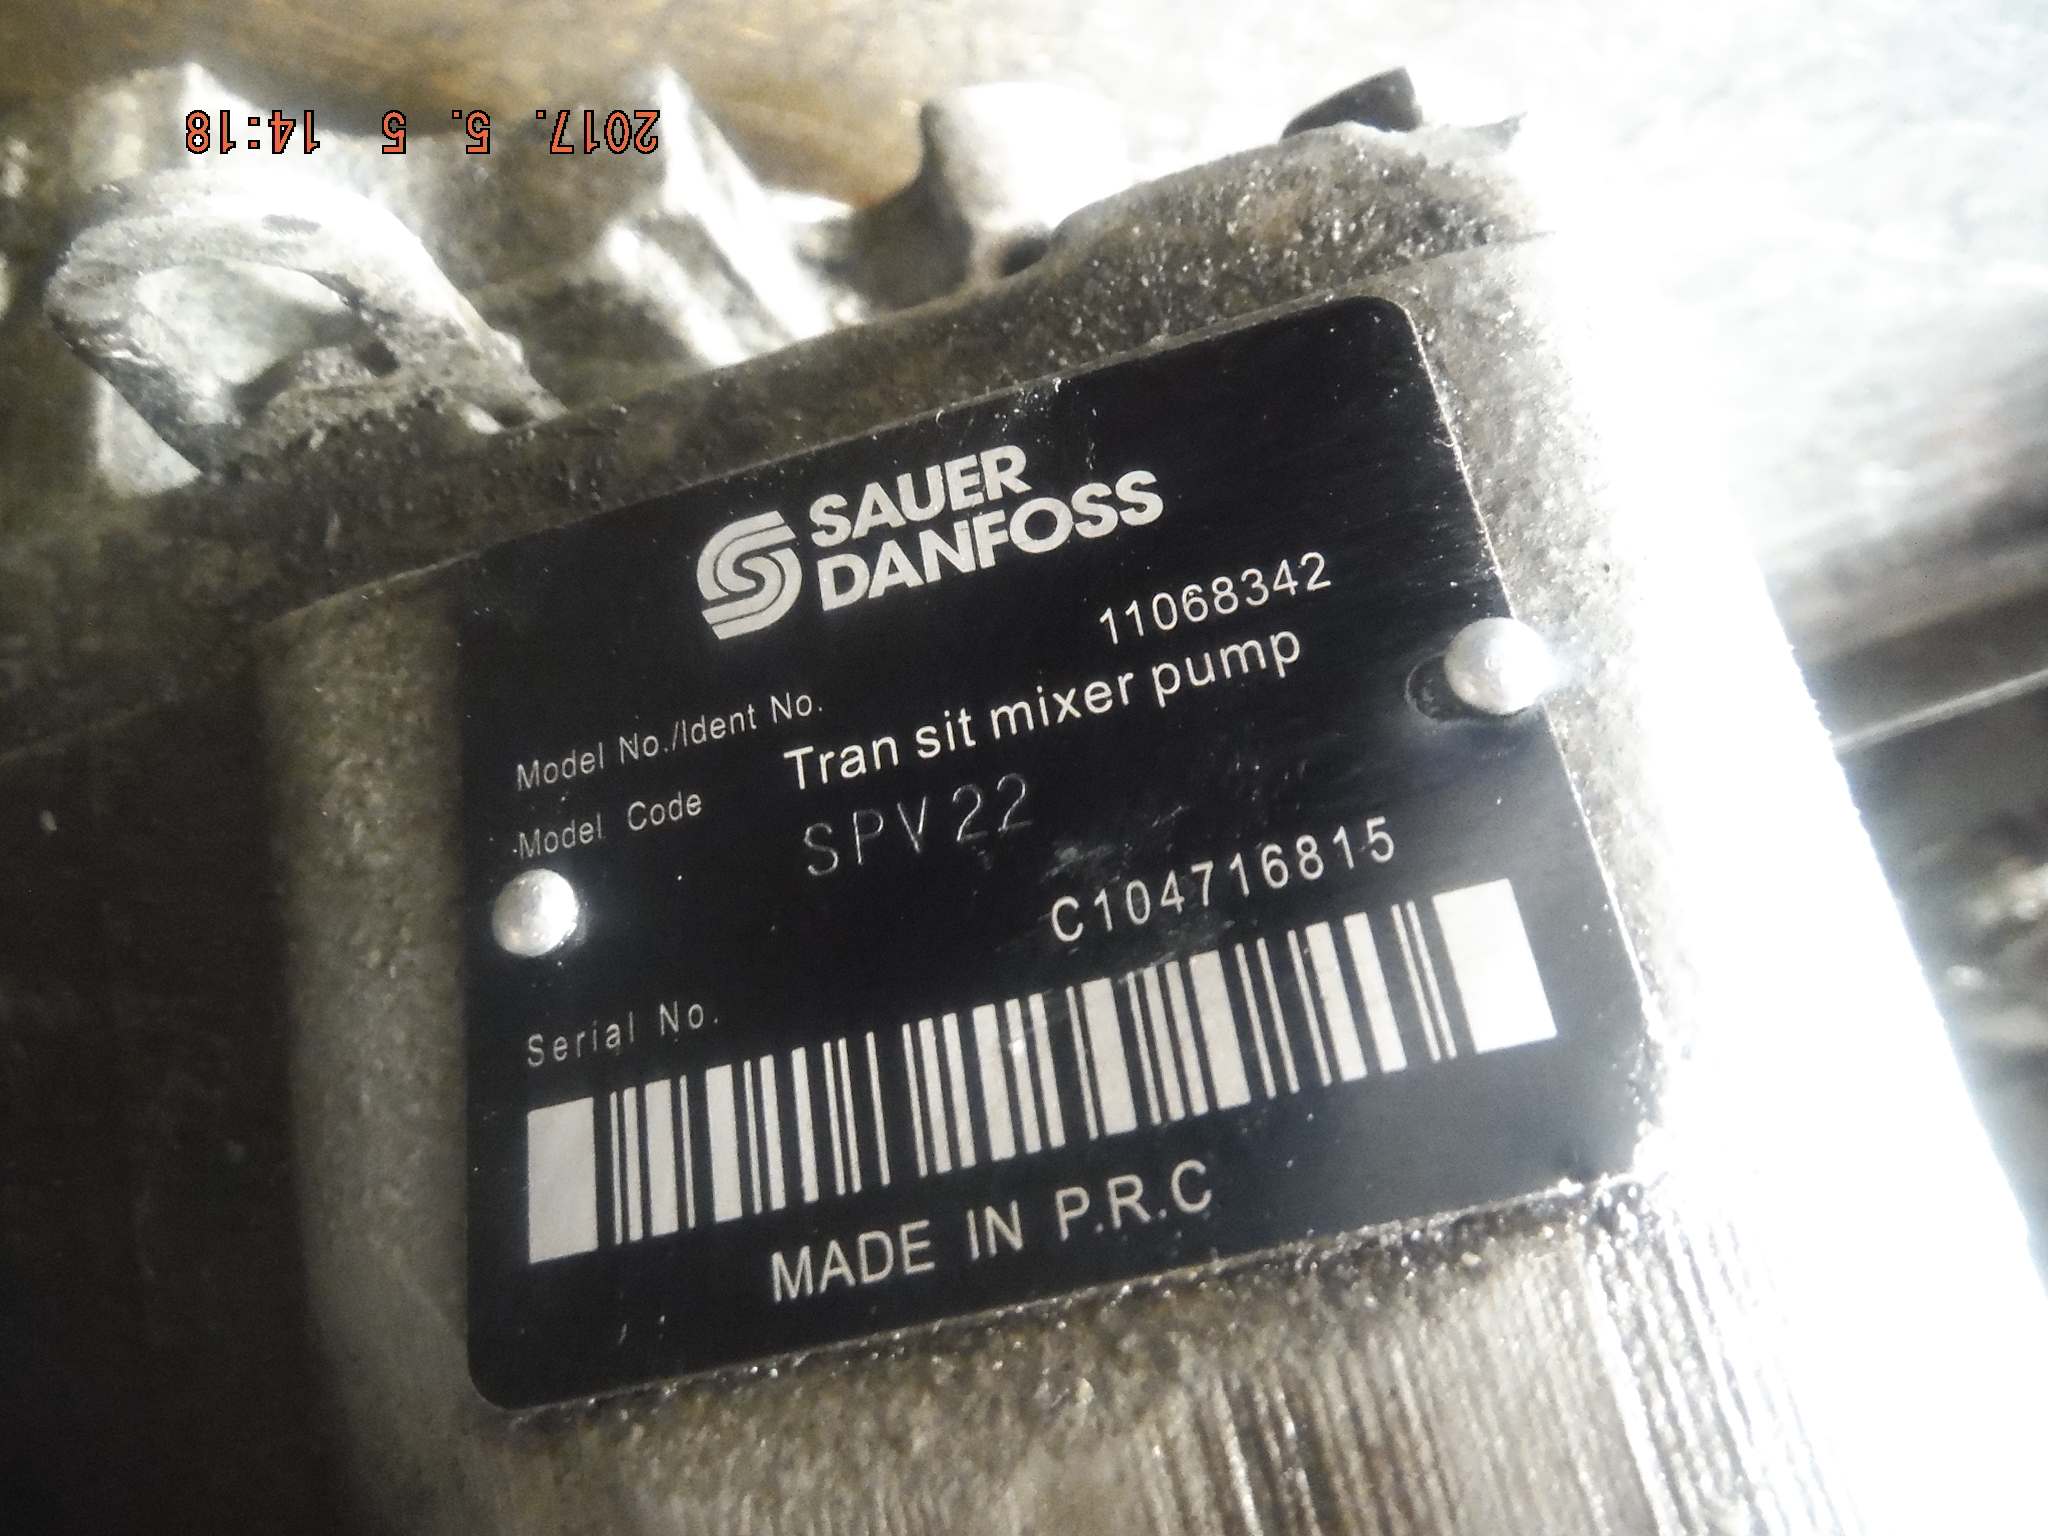 2017. 5. 5 14:18
SAUER
DANFOSS
Model No./Ident No. 11068342
Model Code Tran sit mixer pump
SPV22
Serial No. C104716815
MADE IN P.R.C